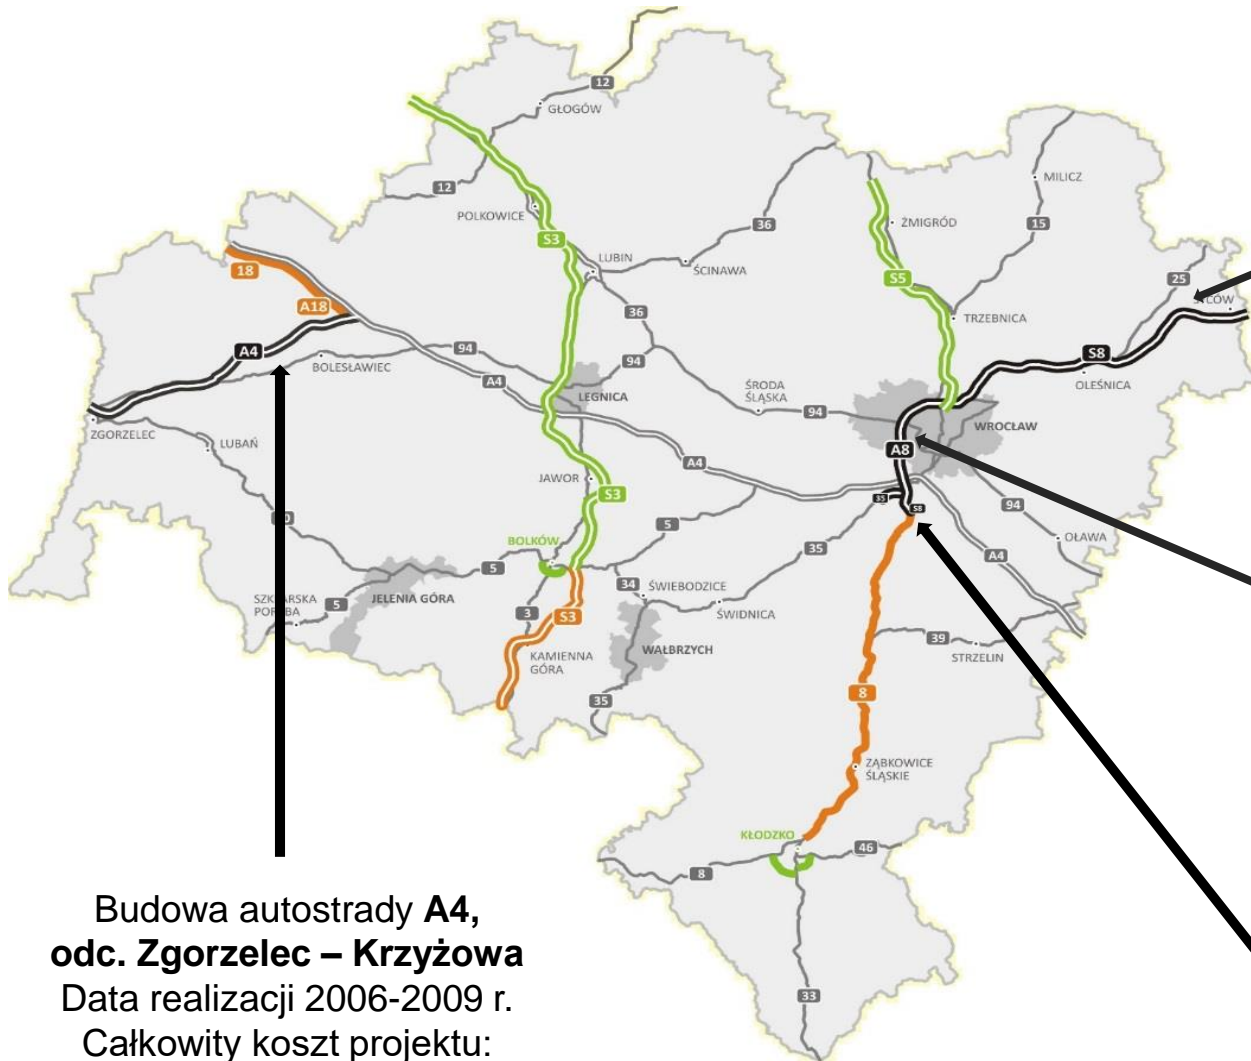 12
GŁOGÓW
12
MILICZ
POLKOWICE
ŻMIGRÓD
15
36
S3
18
LUBIN
ŚCINAWA
S5
25
SYCÓW
A18
36
TRZEBNICA
A4
94
94
S8
BOLESŁAWIEC
A4
OLEŚNICA
LEGNICA
ŚRODA
ŚLĄSKA
94
ZGORZELEC
WROCŁAW
LUBAŃ
A8
A4
JAWOR
S3
35
S8
94
5
BOLKÓW
35
OŁAWA
A4
5
34
ŚWIEBODZICE
JELENIA GÓRA
SZKLARSKA
PORĘBA
5
3
S3
ŚWIDNICA
39
STRZELIN
KAMIENNA
GÓRA
WAŁBRZYCH
35
8
ZĄBKOWICE
ŚLĄSKIE
KŁODZKO
46
8
33
Budowa autostrady A4,
odc. Zgorzelec – Krzyżowa
Data realizacji 2006-2009 r.
Całkowity koszt projektu: